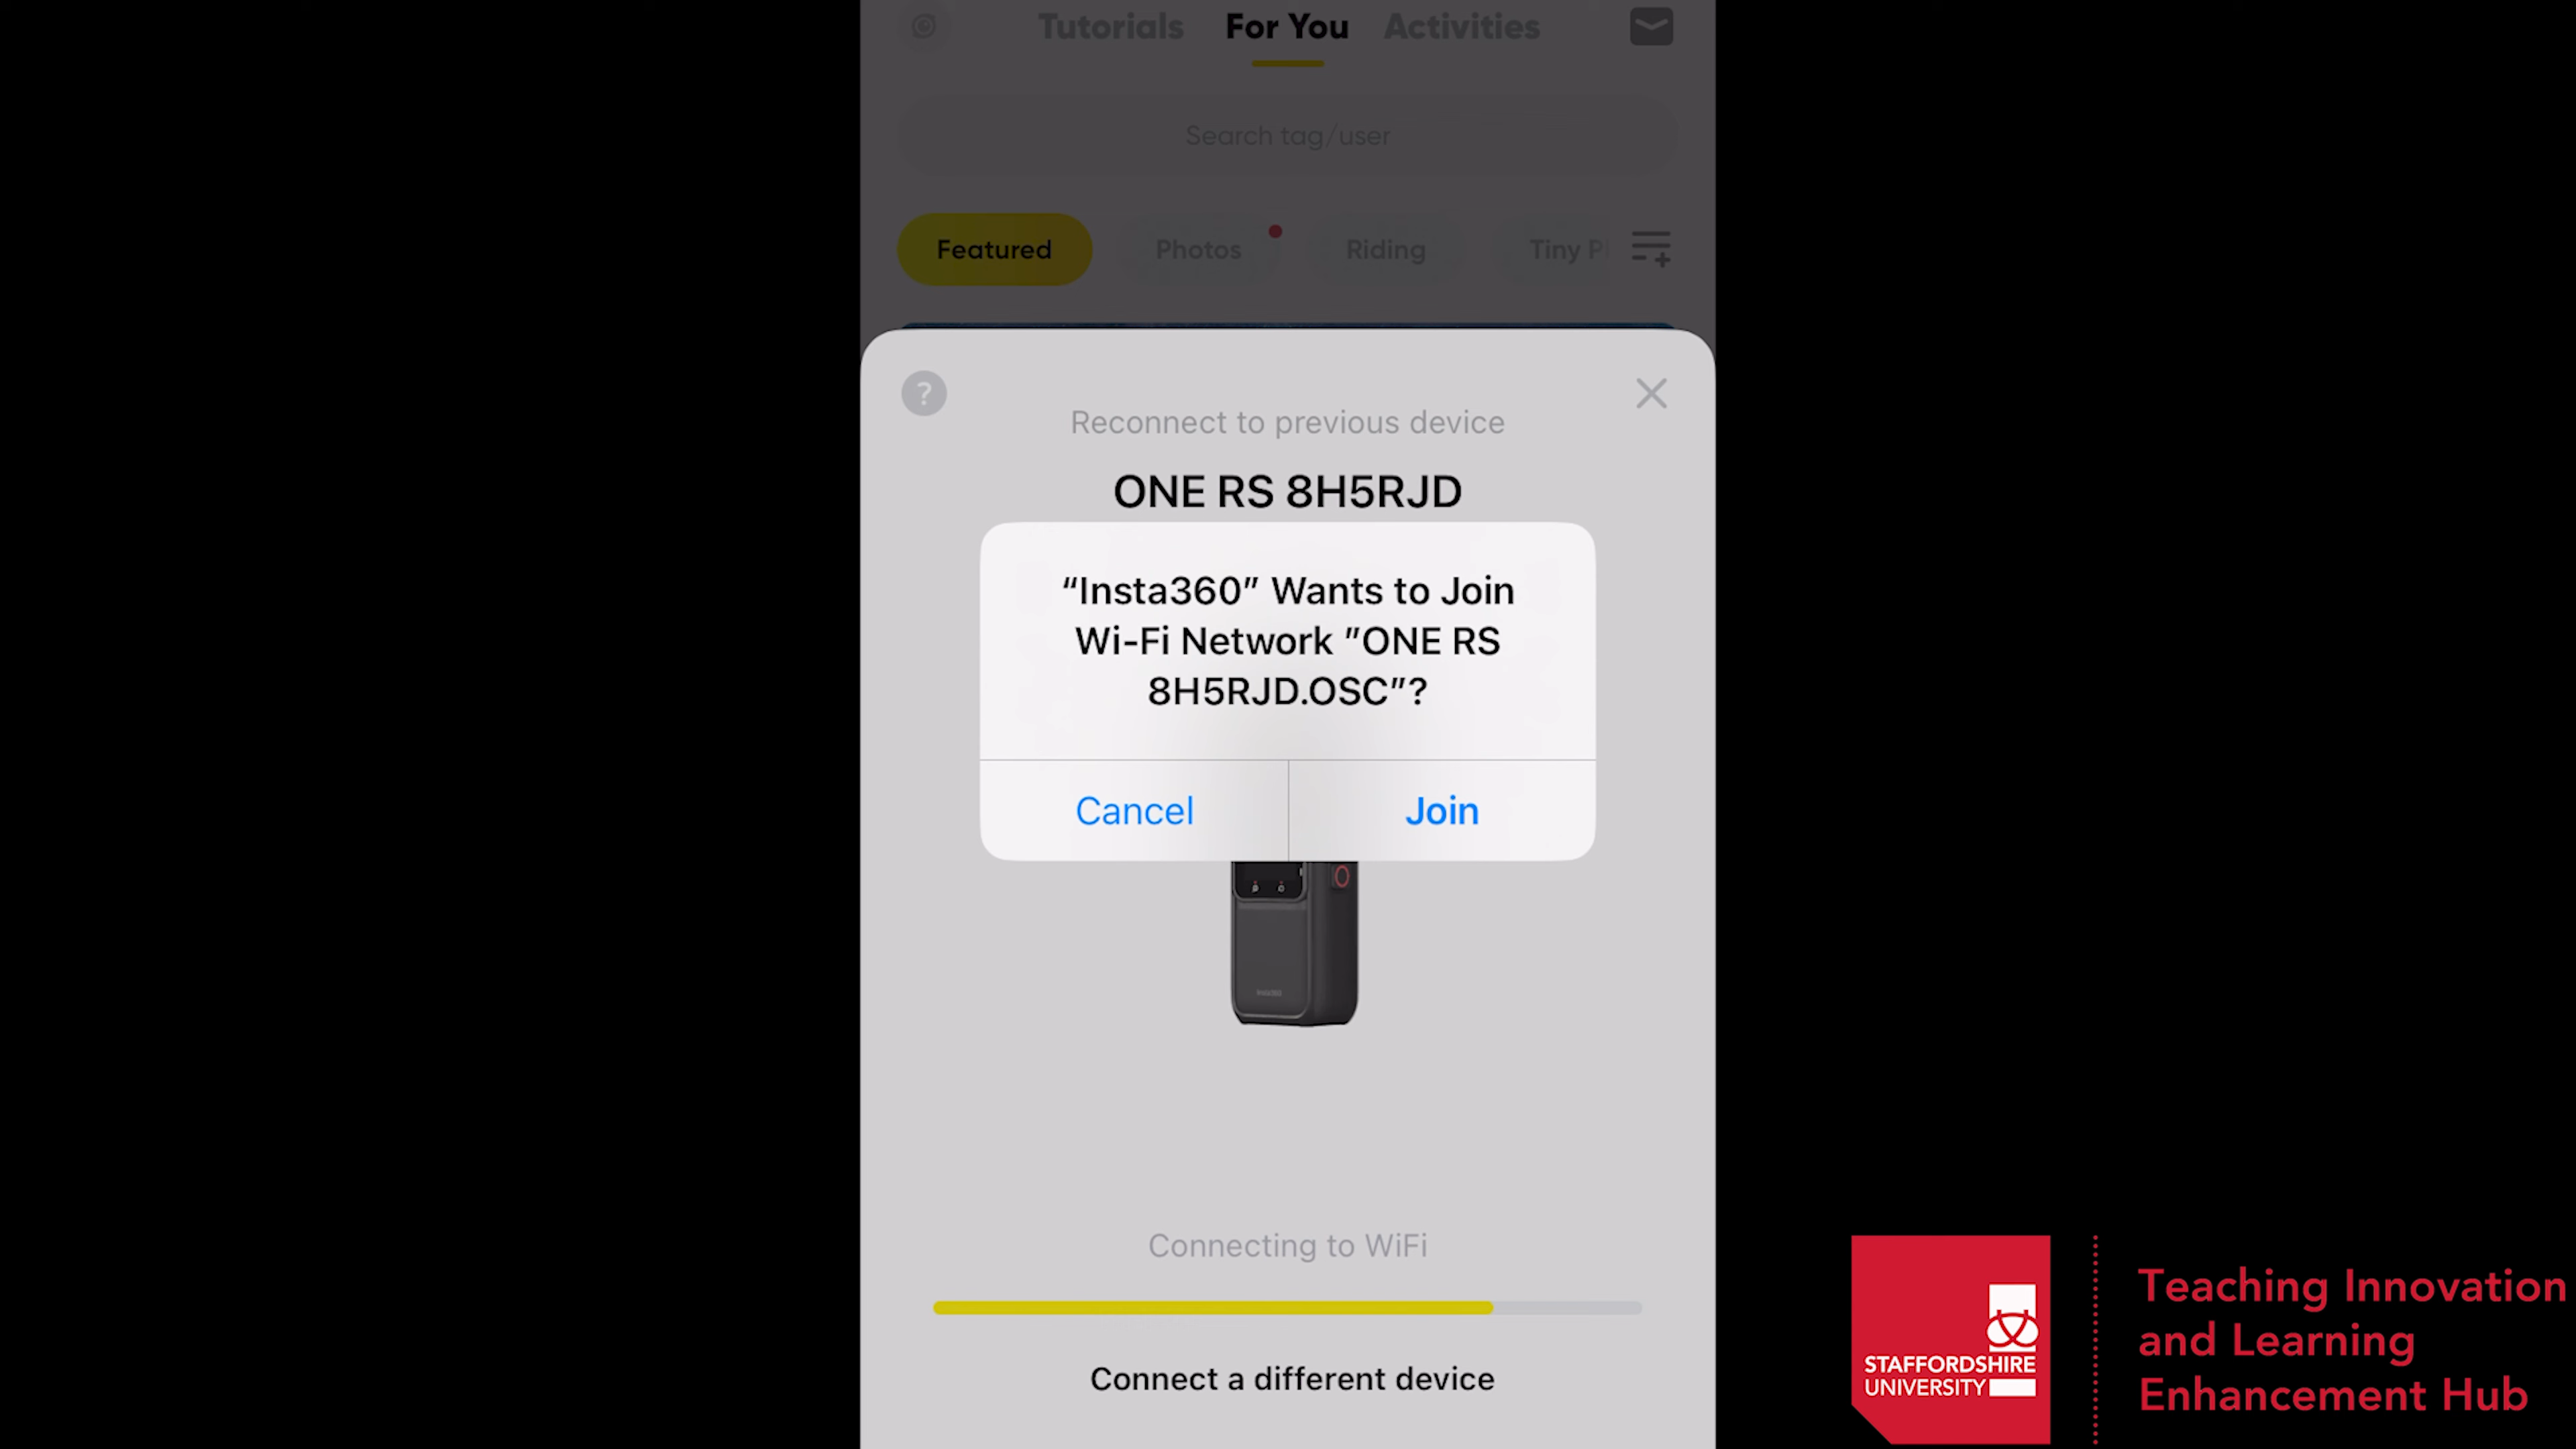 Tutorials For You Activities
Search tag/user
Featured Photos Riding Tiny P
?
Reconnect to previous device
ONE RS 8H5RJD
“Insta360” Wants to Join
Wi-Fi Network ”ONE RS
8H5RJD.OSC”?
Cancel Join
Insta360
Connecting to WiFi
Connect a different device
STAFFORDSHIRE
UNIVERSITY
Teaching Innovation
and Learning
Enhancement Hub